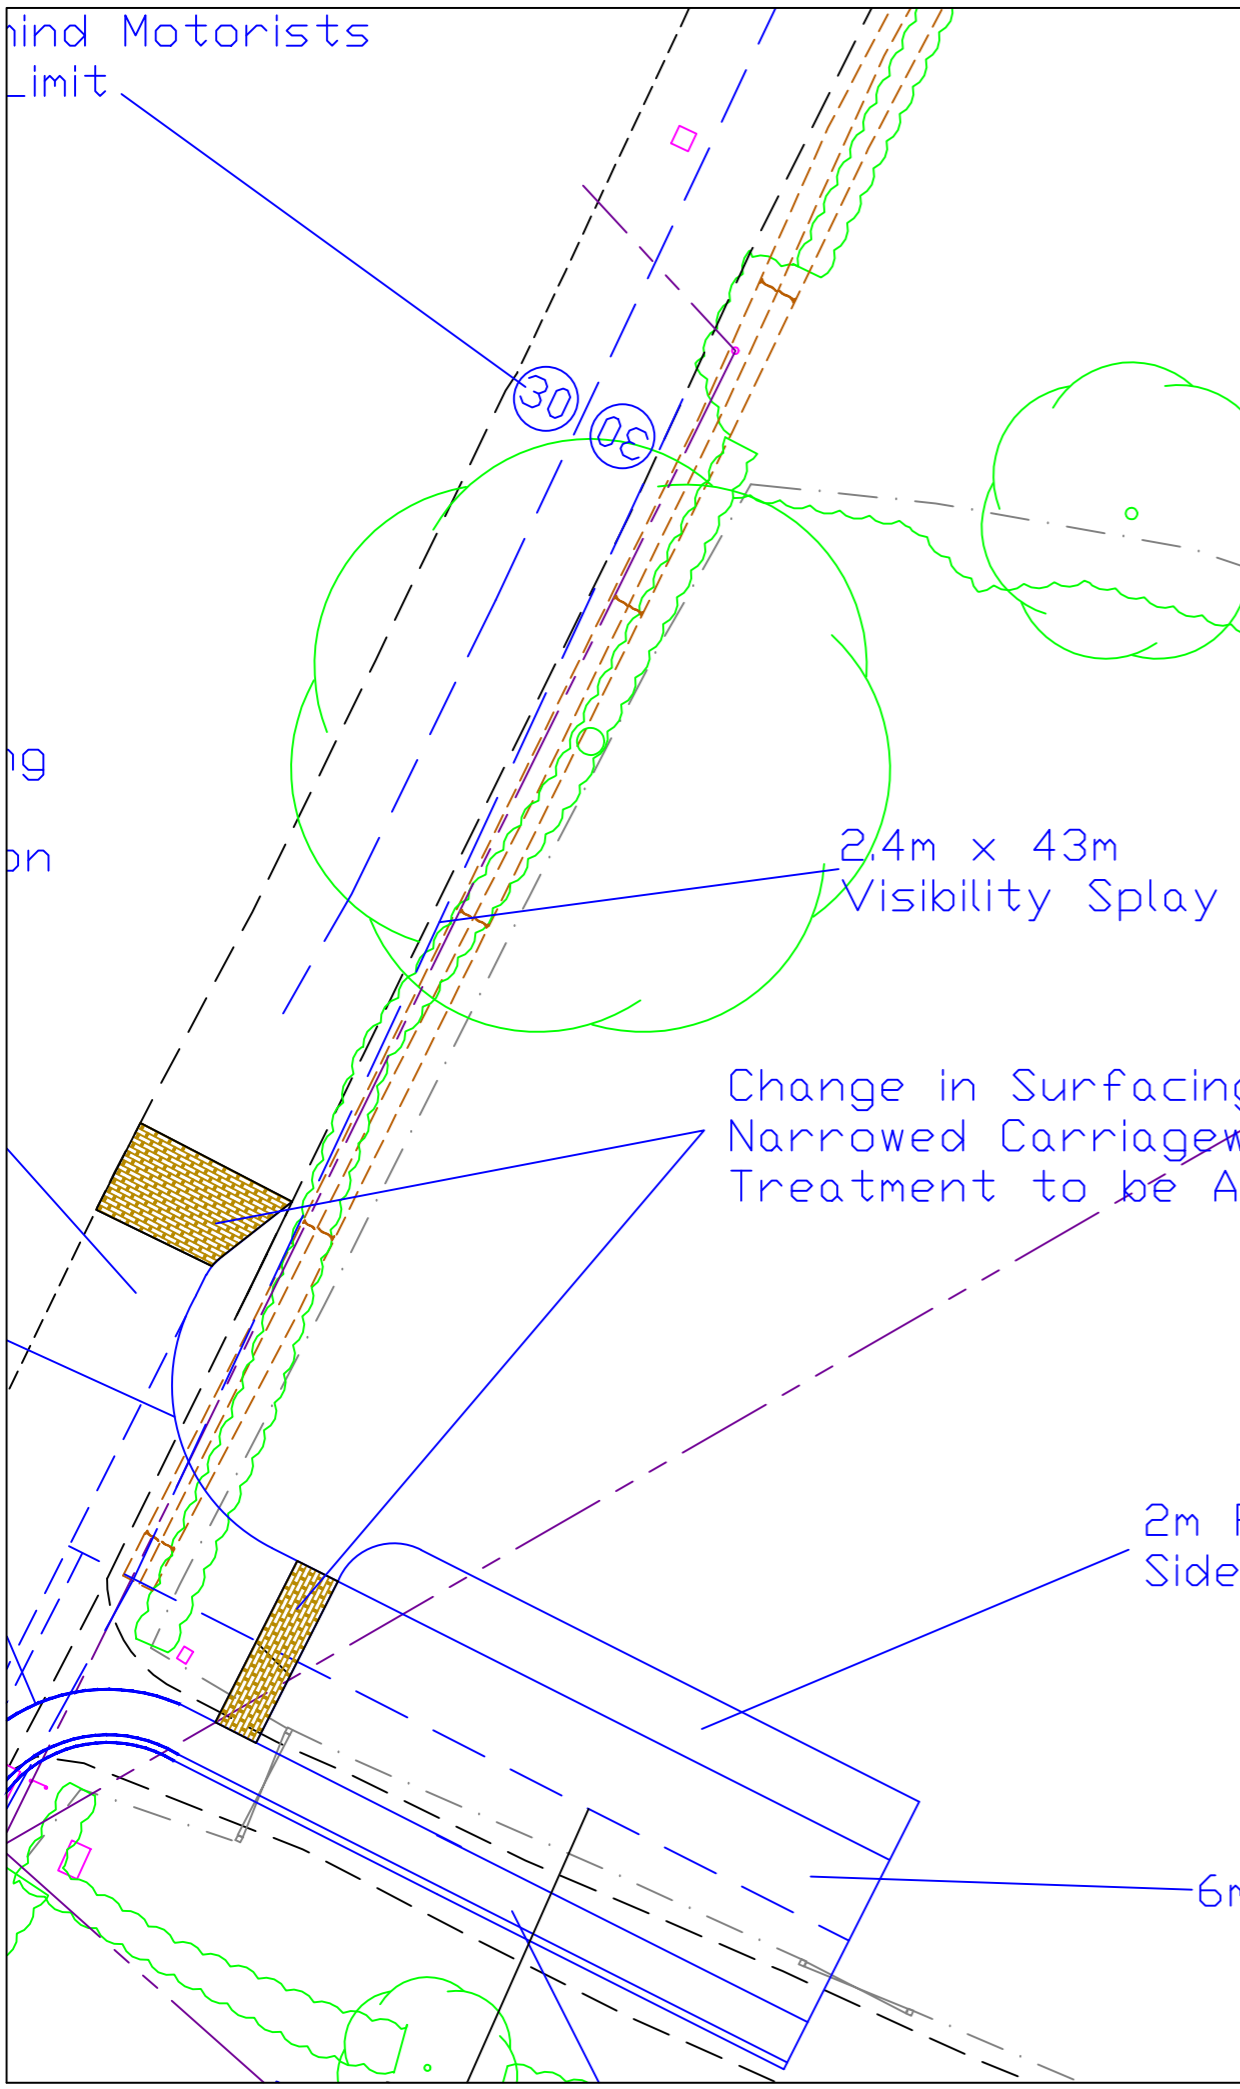 hind Motorists
Limit
30
30
ng
on
2.4m x 43m
Visibility Splay
Change in Surfacing
Narrowed Carriagew
Treatment to be A
2m
Side
6m